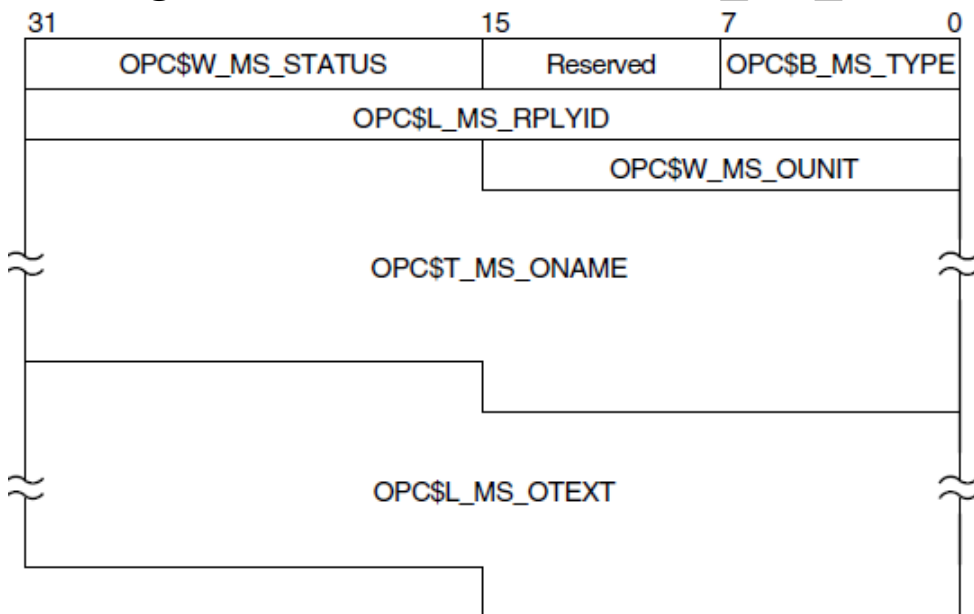 31 15 7 0
OPC$W_MS_STATUS Reserved OPC$B_MS_TYPE
OPC$L_MS_RPLYID
OPC$W_MS_OUNIT
OPC$T_MS_ONAME
OPC$L_MS_OTEXT